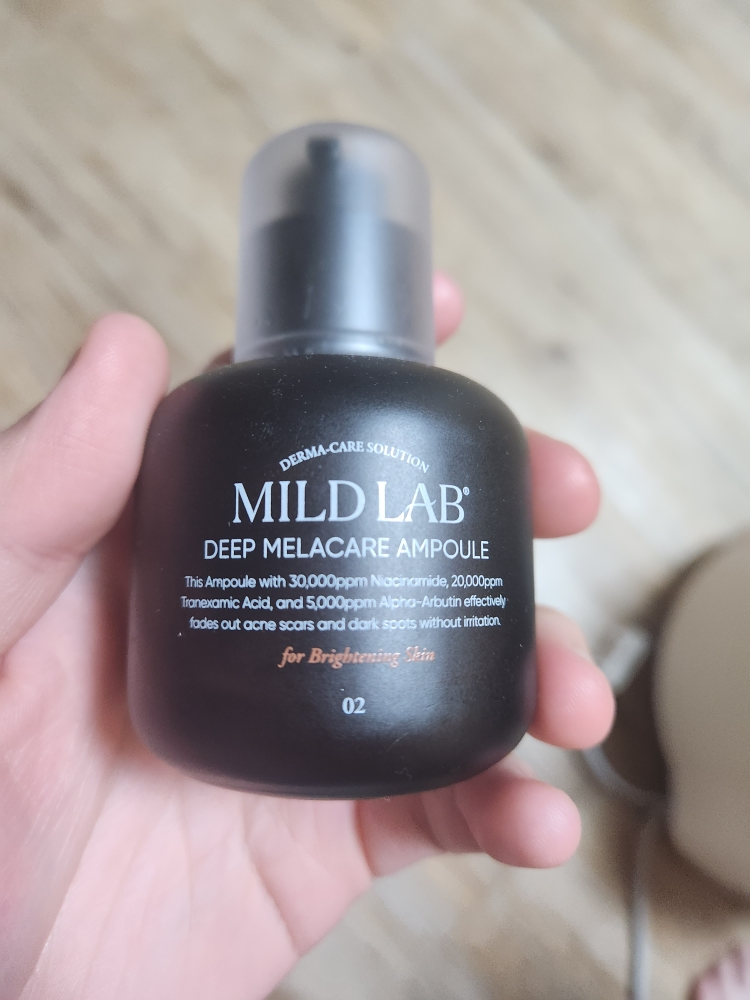 DERMA-CARE SOLUTION
MILD LAB®
DEEP MELACARE AMPOULE
This Ampoule with 30,000ppm Niacinamide, 20,000ppm
Tranexamic Acid, and 5,000ppm Alpha-Arbutin effectively
fades out acne scars and dark spots without irritation.
for Brightening Skin
02